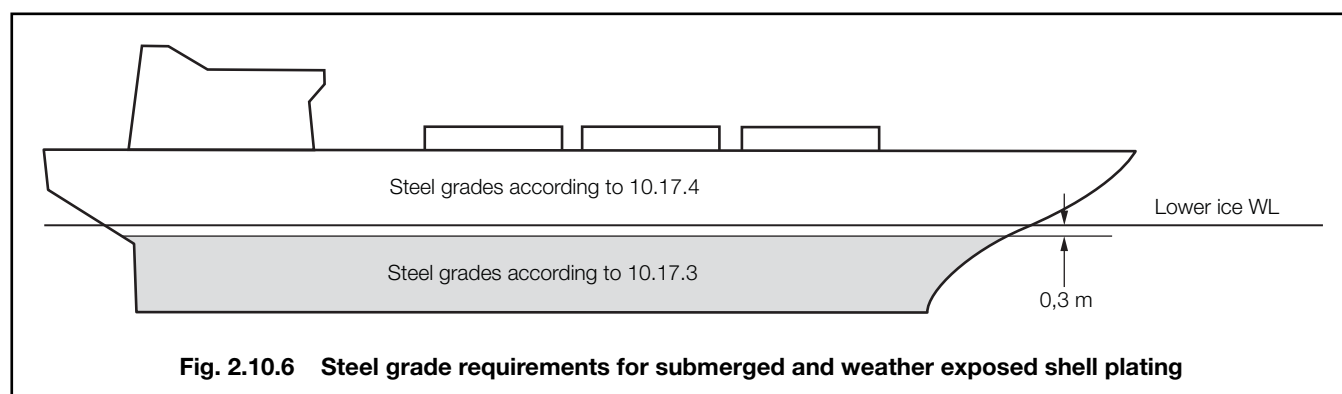 Steel grades according to 10.17.4
Lower ice WL
Steel grades according to 10.17.3
0,3 m
Fig. 2.10.6 Steel grade requirements for submerged and weather exposed shell plating